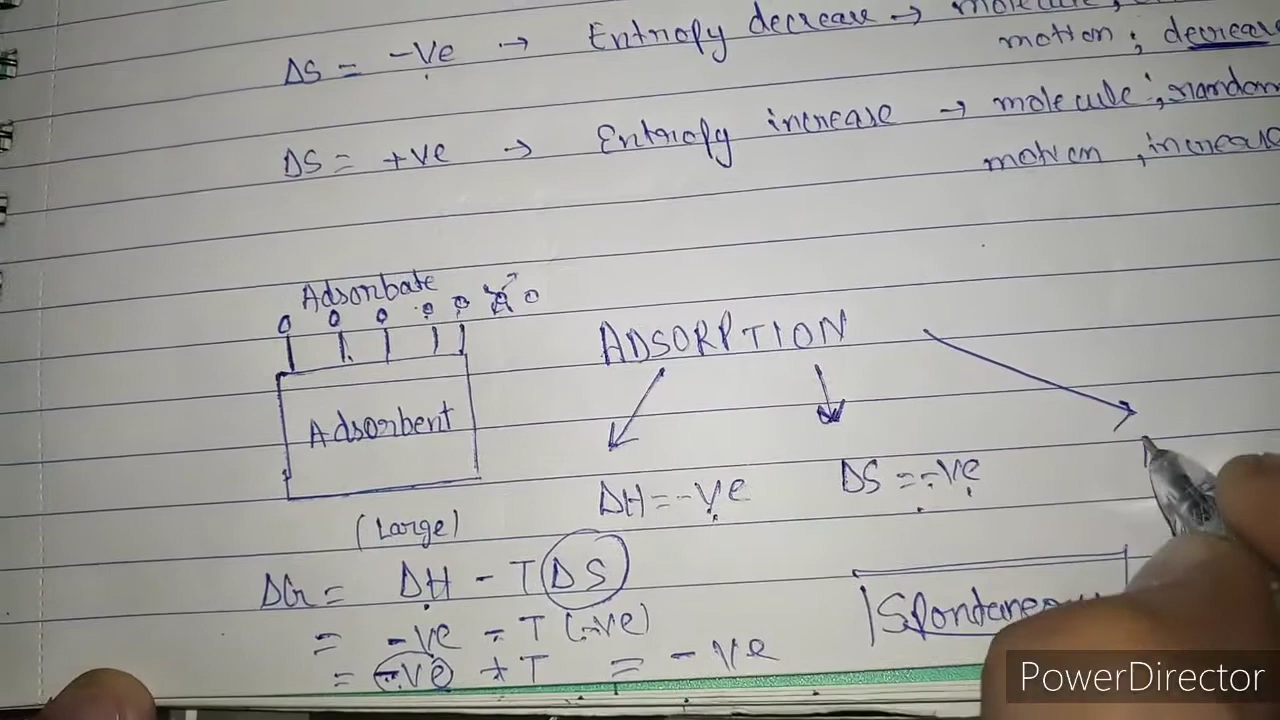 ΔS = -ve → Entropy decrease → molecule,
motion ; decrease
ΔS = +ve → Entropy increase → molecule ; random
motion , increase
Adsorbate
ADSORPTION
Adsorbent
ΔH = -ve ΔS = -ve
(Large)
ΔG = ΔH - T ΔS
= -ve - T (-ve)
= -ve + T = -ve
Spontaneo
PowerDirector